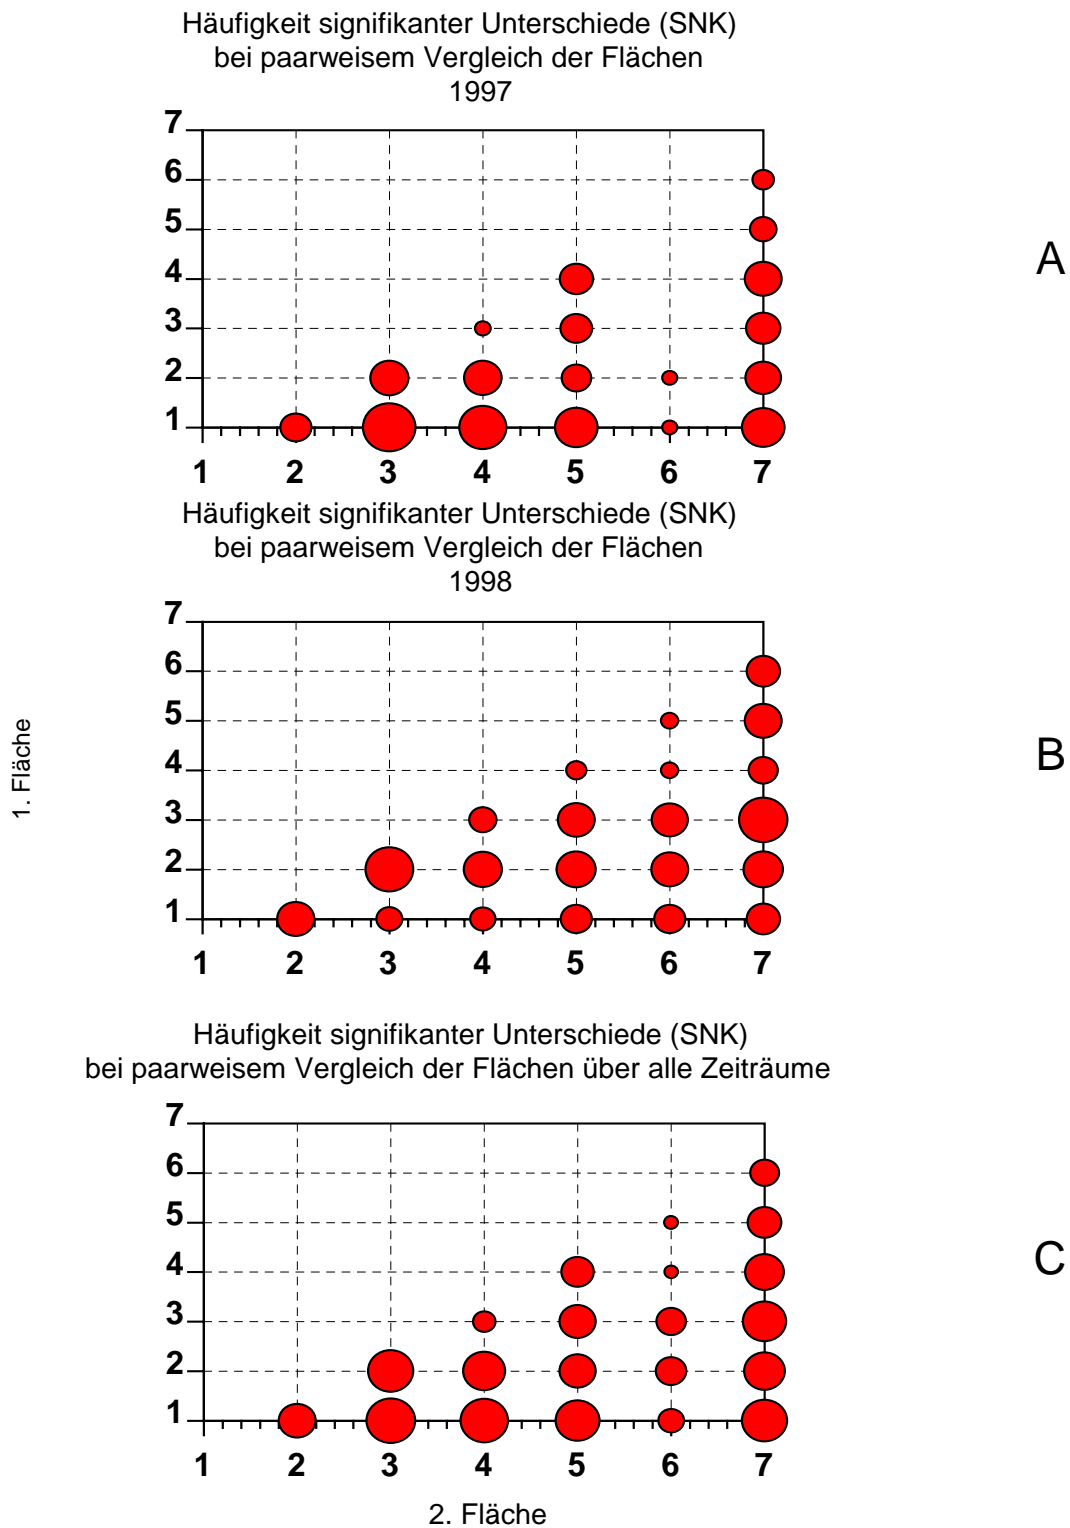 Häufigkeit signifikanter Unterschiede (SNK)
bei paarweisem Vergleich der Flächen
1997
7
6
5
4
3
2
1
1 2 3 4 5 6 7
A
Häufigkeit signifikanter Unterschiede (SNK)
bei paarweisem Vergleich der Flächen
1998
7
6
5
4
3
2
1
1 2 3 4 5 6 7
B
1. Fläche
Häufigkeit signifikanter Unterschiede (SNK)
bei paarweisem Vergleich der Flächen über alle Zeiträume
7
6
5
4
3
2
1
1 2 3 4 5 6 7
C
2. Fläche